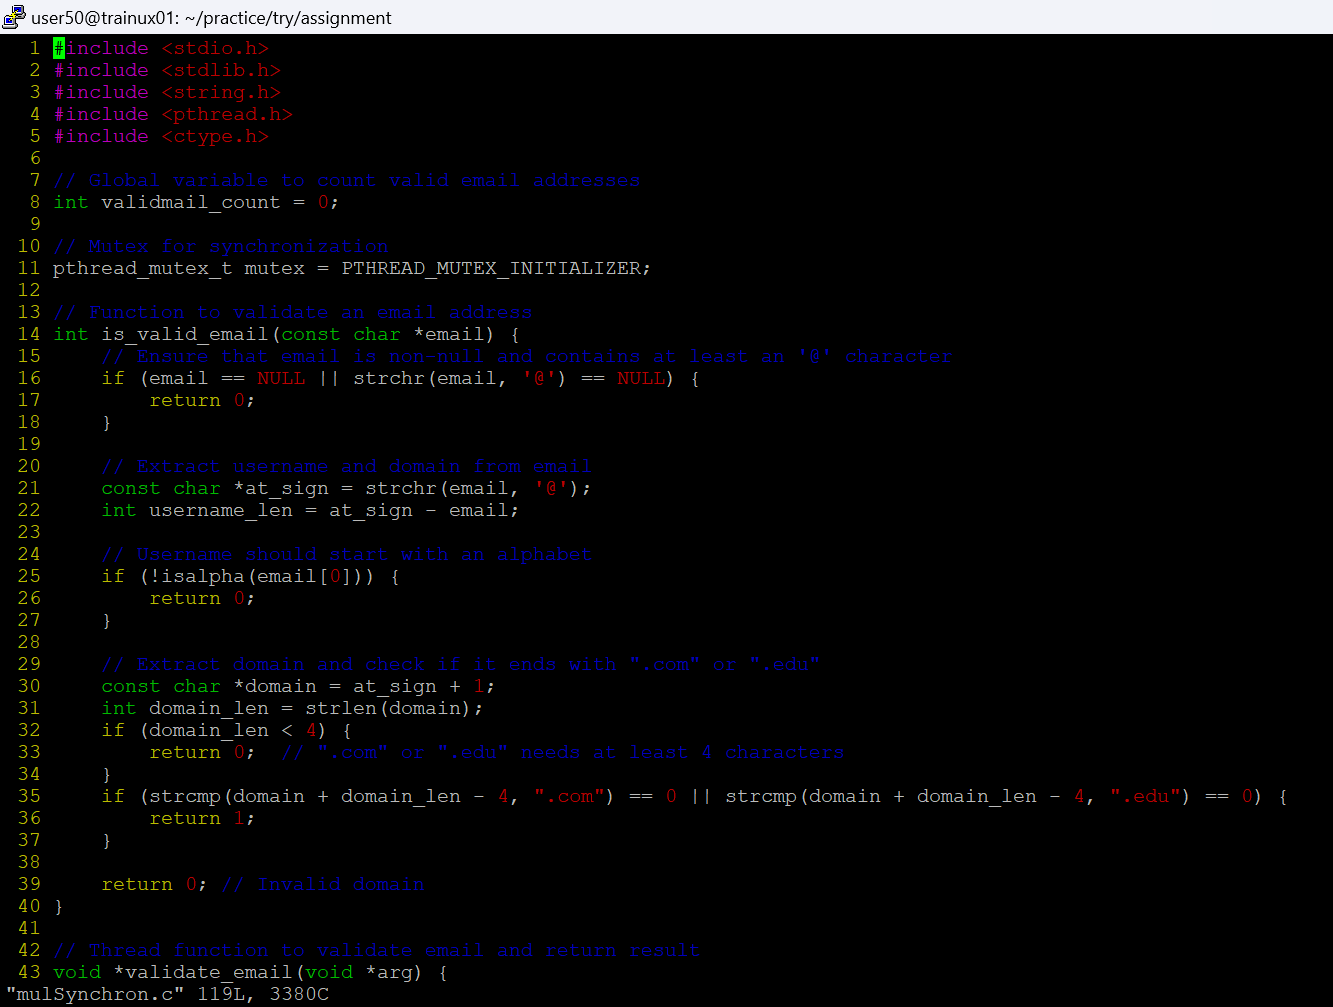 user50@trainux01: ~/practice/try/assignment
1 #include <stdio.h>
2 #include <stdlib.h>
3 #include <string.h>
4 #include <pthread.h>
5 #include <ctype.h>
6
7 // Global variable to count valid email addresses
8 int validmail_count = 0;
9
10 // Mutex for synchronization
11 pthread_mutex_t mutex = PTHREAD_MUTEX_INITIALIZER;
12
13 // Function to validate an email address
14 int is_valid_email(const char *email) {
15     // Ensure that email is non-null and contains at least an '@' character
16     if (email == NULL || strchr(email, '@') == NULL) {
17         return 0;
18     }
19
20     // Extract username and domain from email
21     const char *at_sign = strchr(email, '@');
22     int username_len = at_sign - email;
23
24     // Username should start with an alphabet
25     if (!isalpha(email[0])) {
26         return 0;
27     }
28
29     // Extract domain and check if it ends with ".com" or ".edu"
30     const char *domain = at_sign + 1;
31     int domain_len = strlen(domain);
32     if (domain_len < 4) {
33         return 0;  // ".com" or ".edu" needs at least 4 characters
34     }
35     if (strcmp(domain + domain_len - 4, ".com") == 0 || strcmp(domain + domain_len - 4, ".edu") == 0) {
36         return 1;
37     }
38
39     return 0; // Invalid domain
40 }
41
42 // Thread function to validate email and return result
43 void *validate_email(void *arg) {
"mulSynchron.c" 119L, 3380C